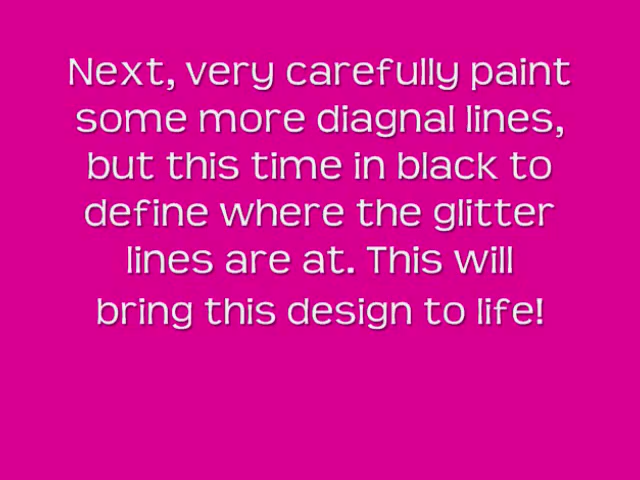 Next, very carefully paint
some more diagnal lines,
but this time in black to
define where the glitter
lines are at. This will
bring this design to life!